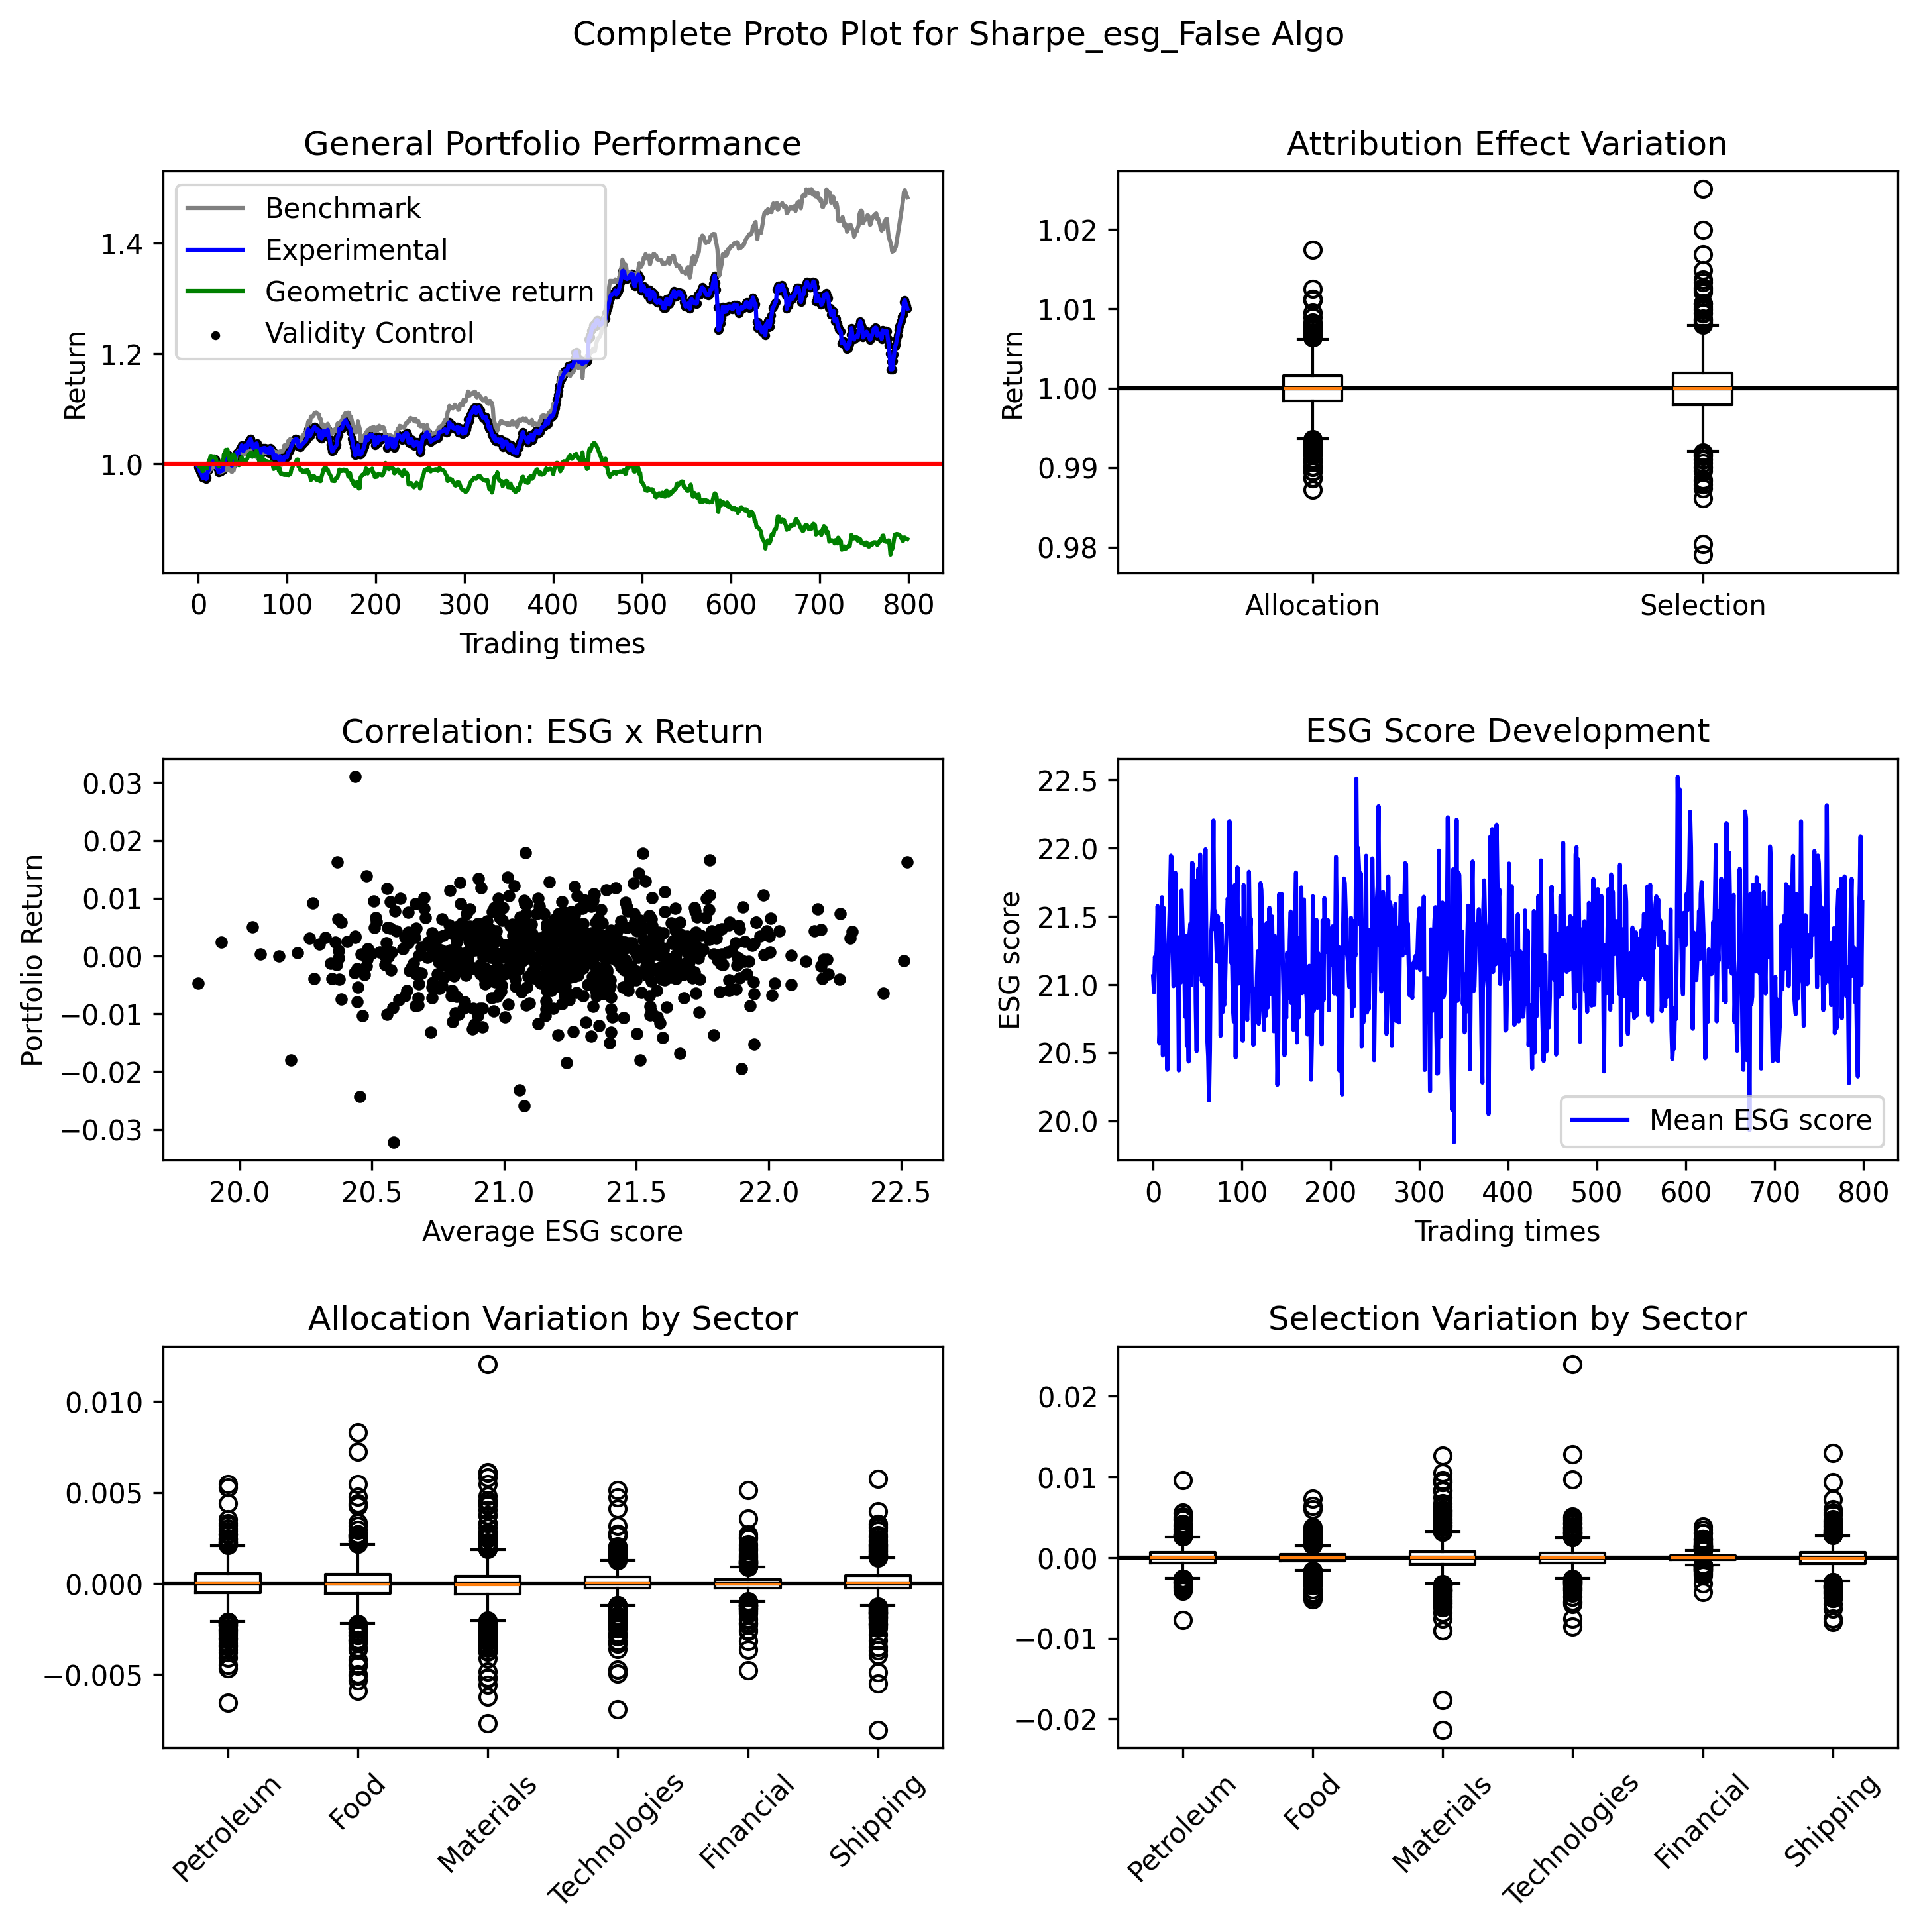 Complete Proto Plot for Sharpe_esg_False Algo
General Portfolio Performance
Return
1.4
1.2
1.0
Benchmark
Experimental
Geometric active return
Validity Control
0 100 200 300 400 500 600 700 800
Trading times
Attribution Effect Variation
Return
1.02
1.01
1.00
0.99
0.98
Allocation Selection
Correlation: ESG x Return
Portfolio Return
0.03
0.02
0.01
0.00
−0.01
−0.02
−0.03
20.0 20.5 21.0 21.5 22.0 22.5
Average ESG score
ESG Score Development
ESG score
22.5
22.0
21.5
21.0
20.5
20.0
Mean ESG score
0 100 200 300 400 500 600 700 800
Trading times
Allocation Variation by Sector
0.010
0.005
0.000
−0.005
Petroleum
Food
Materials
Technologies
Financial
Shipping
Selection Variation by Sector
0.02
0.01
0.00
−0.01
−0.02
Petroleum
Food
Materials
Technologies
Financial
Shipping